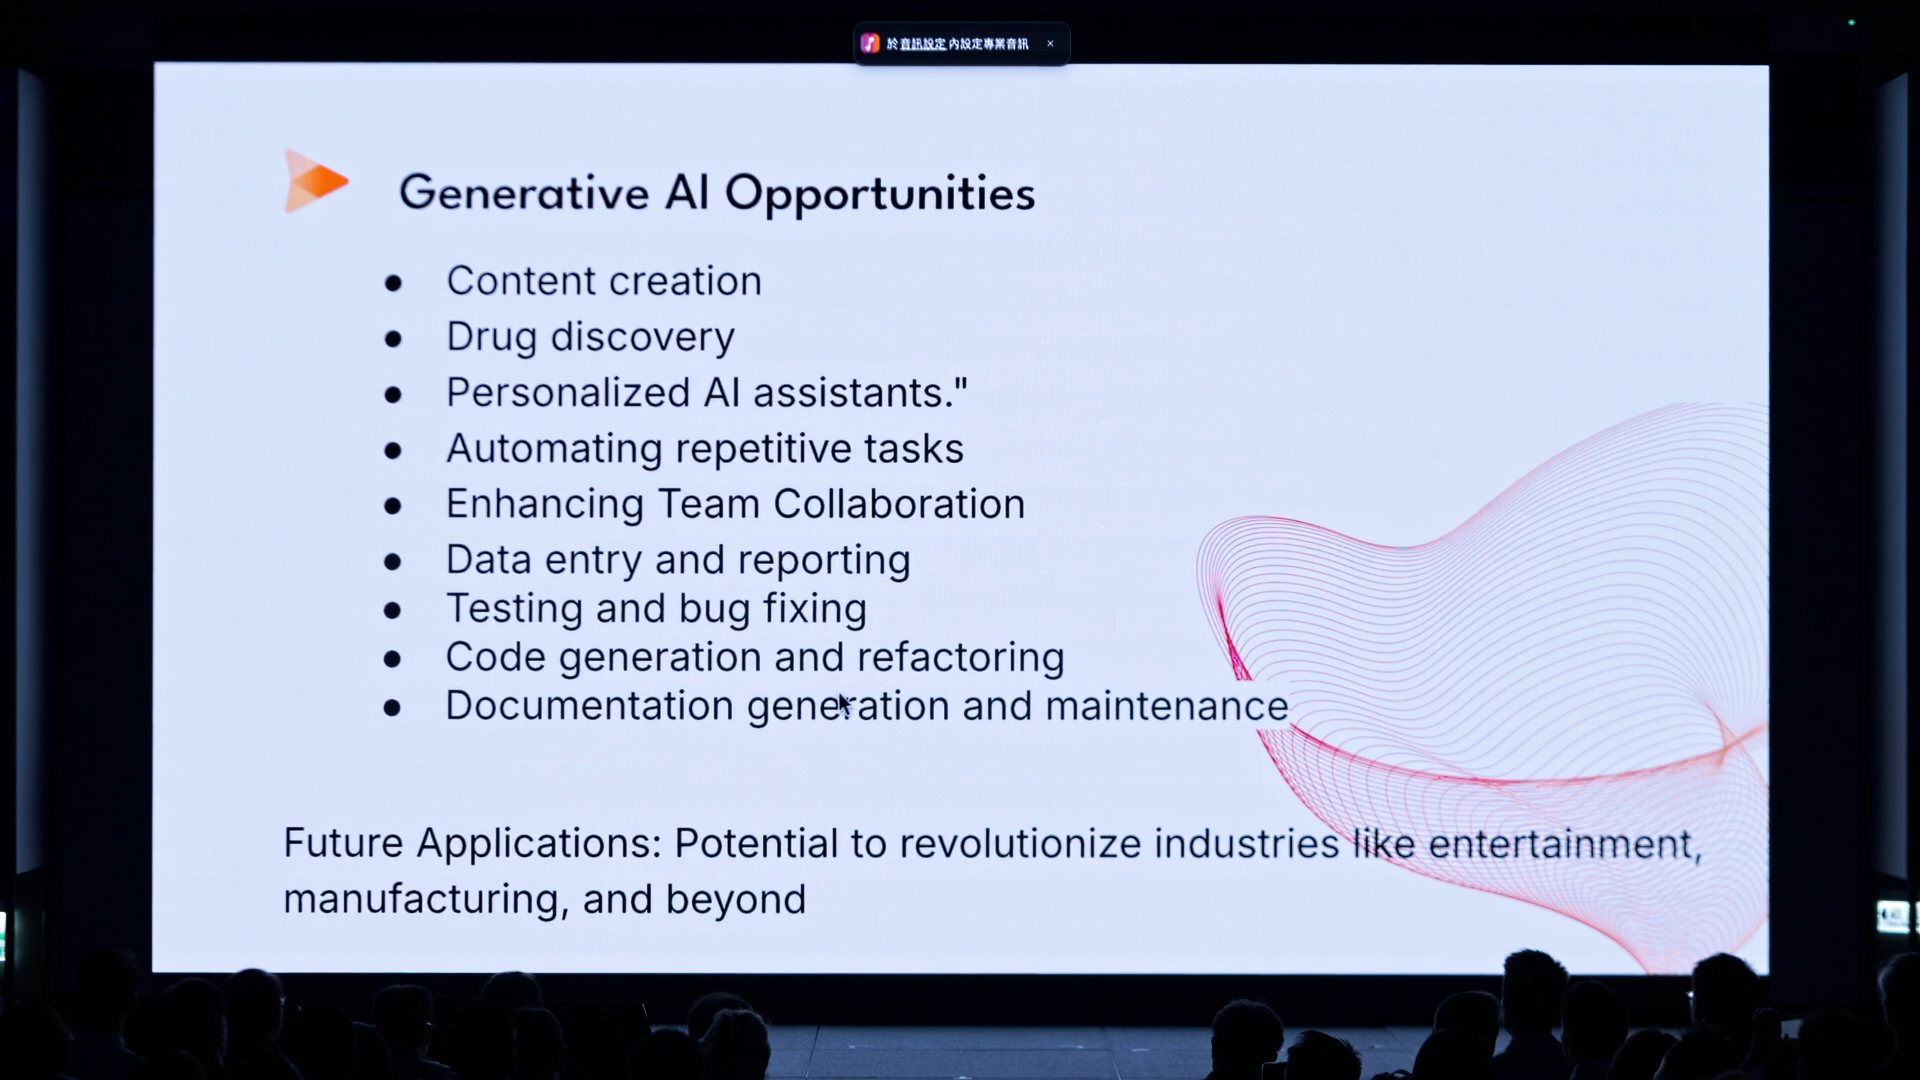 於 音訊設定 內設定專業音訊 ×
Generative AI Opportunities
● Content creation
● Drug discovery
● Personalized AI assistants."
● Automating repetitive tasks
● Enhancing Team Collaboration
● Data entry and reporting
● Testing and bug fixing
● Code generation and refactoring
● Documentation generation and maintenance
Future Applications: Potential to revolutionize industries like entertainment,
manufacturing, and beyond